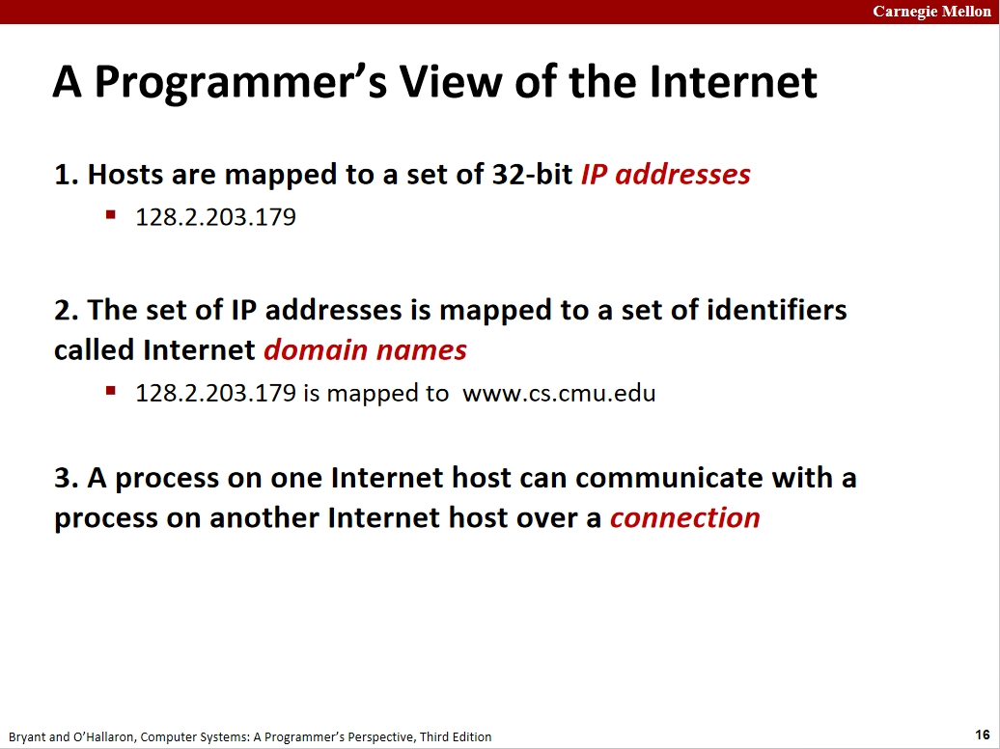 Carnegie Mellon
A Programmer’s View of the Internet
1. Hosts are mapped to a set of 32-bit IP addresses
▪ 128.2.203.179
2. The set of IP addresses is mapped to a set of identifiers
called Internet domain names
▪ 128.2.203.179 is mapped to www.cs.cmu.edu
3. A process on one Internet host can communicate with a
process on another Internet host over a connection
Bryant and O’Hallaron, Computer Systems: A Programmer’s Perspective, Third Edition
16